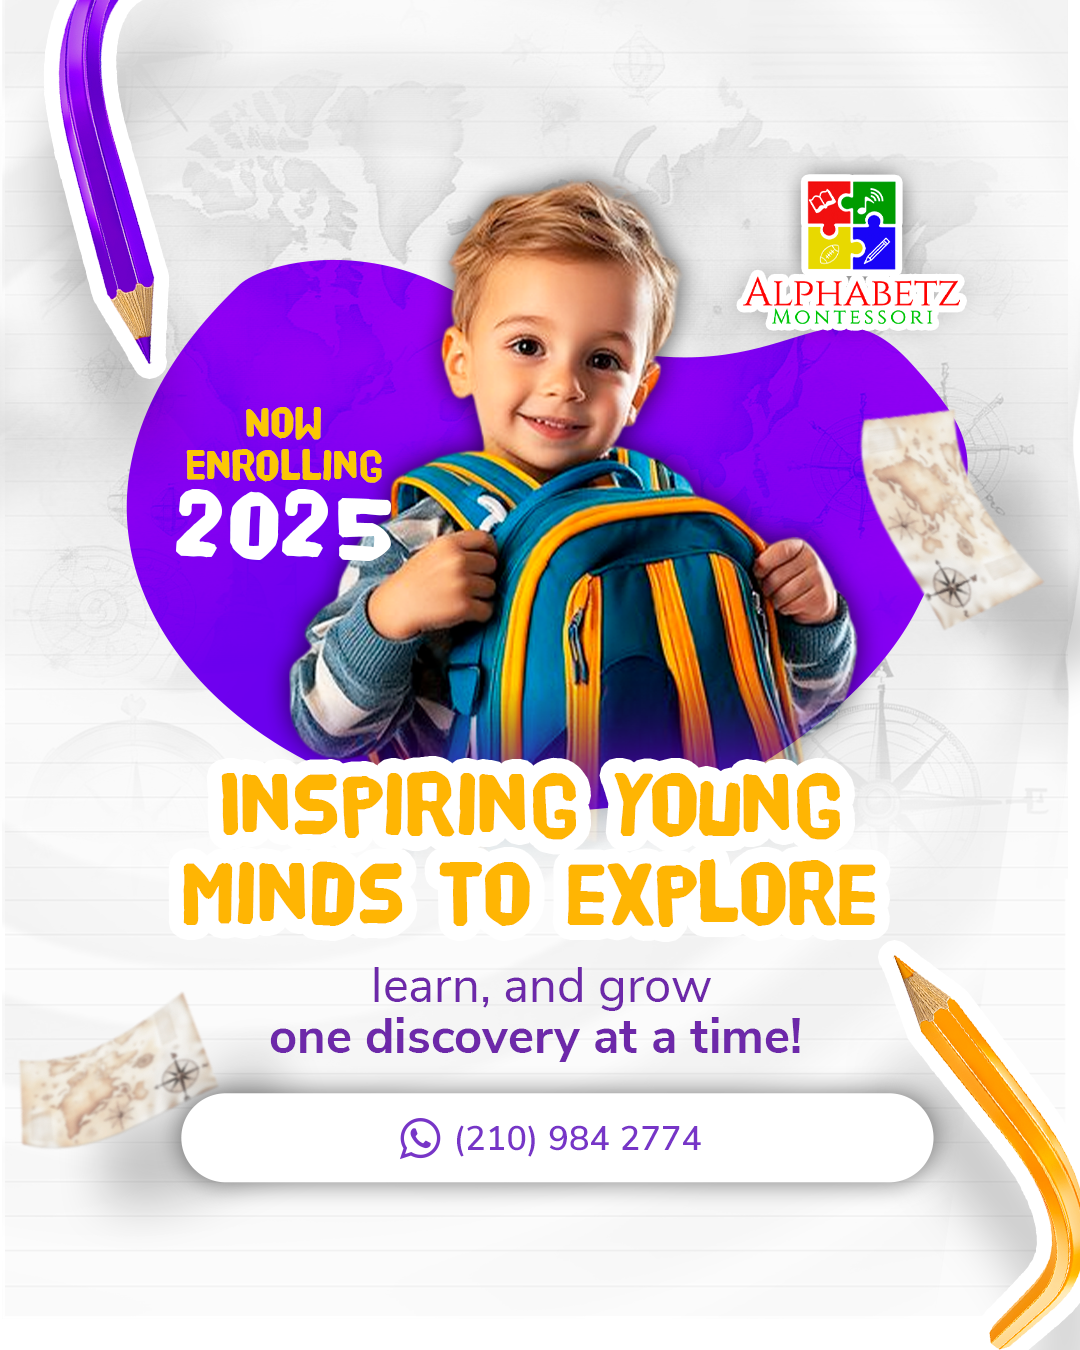 ALPHABETZ
MONTESSORI
NOW
ENROLLING
2025
INSPIRING YOUNG
MINDS TO EXPLORE
learn, and grow
one discovery at a time!
(210) 984 2774
A
E